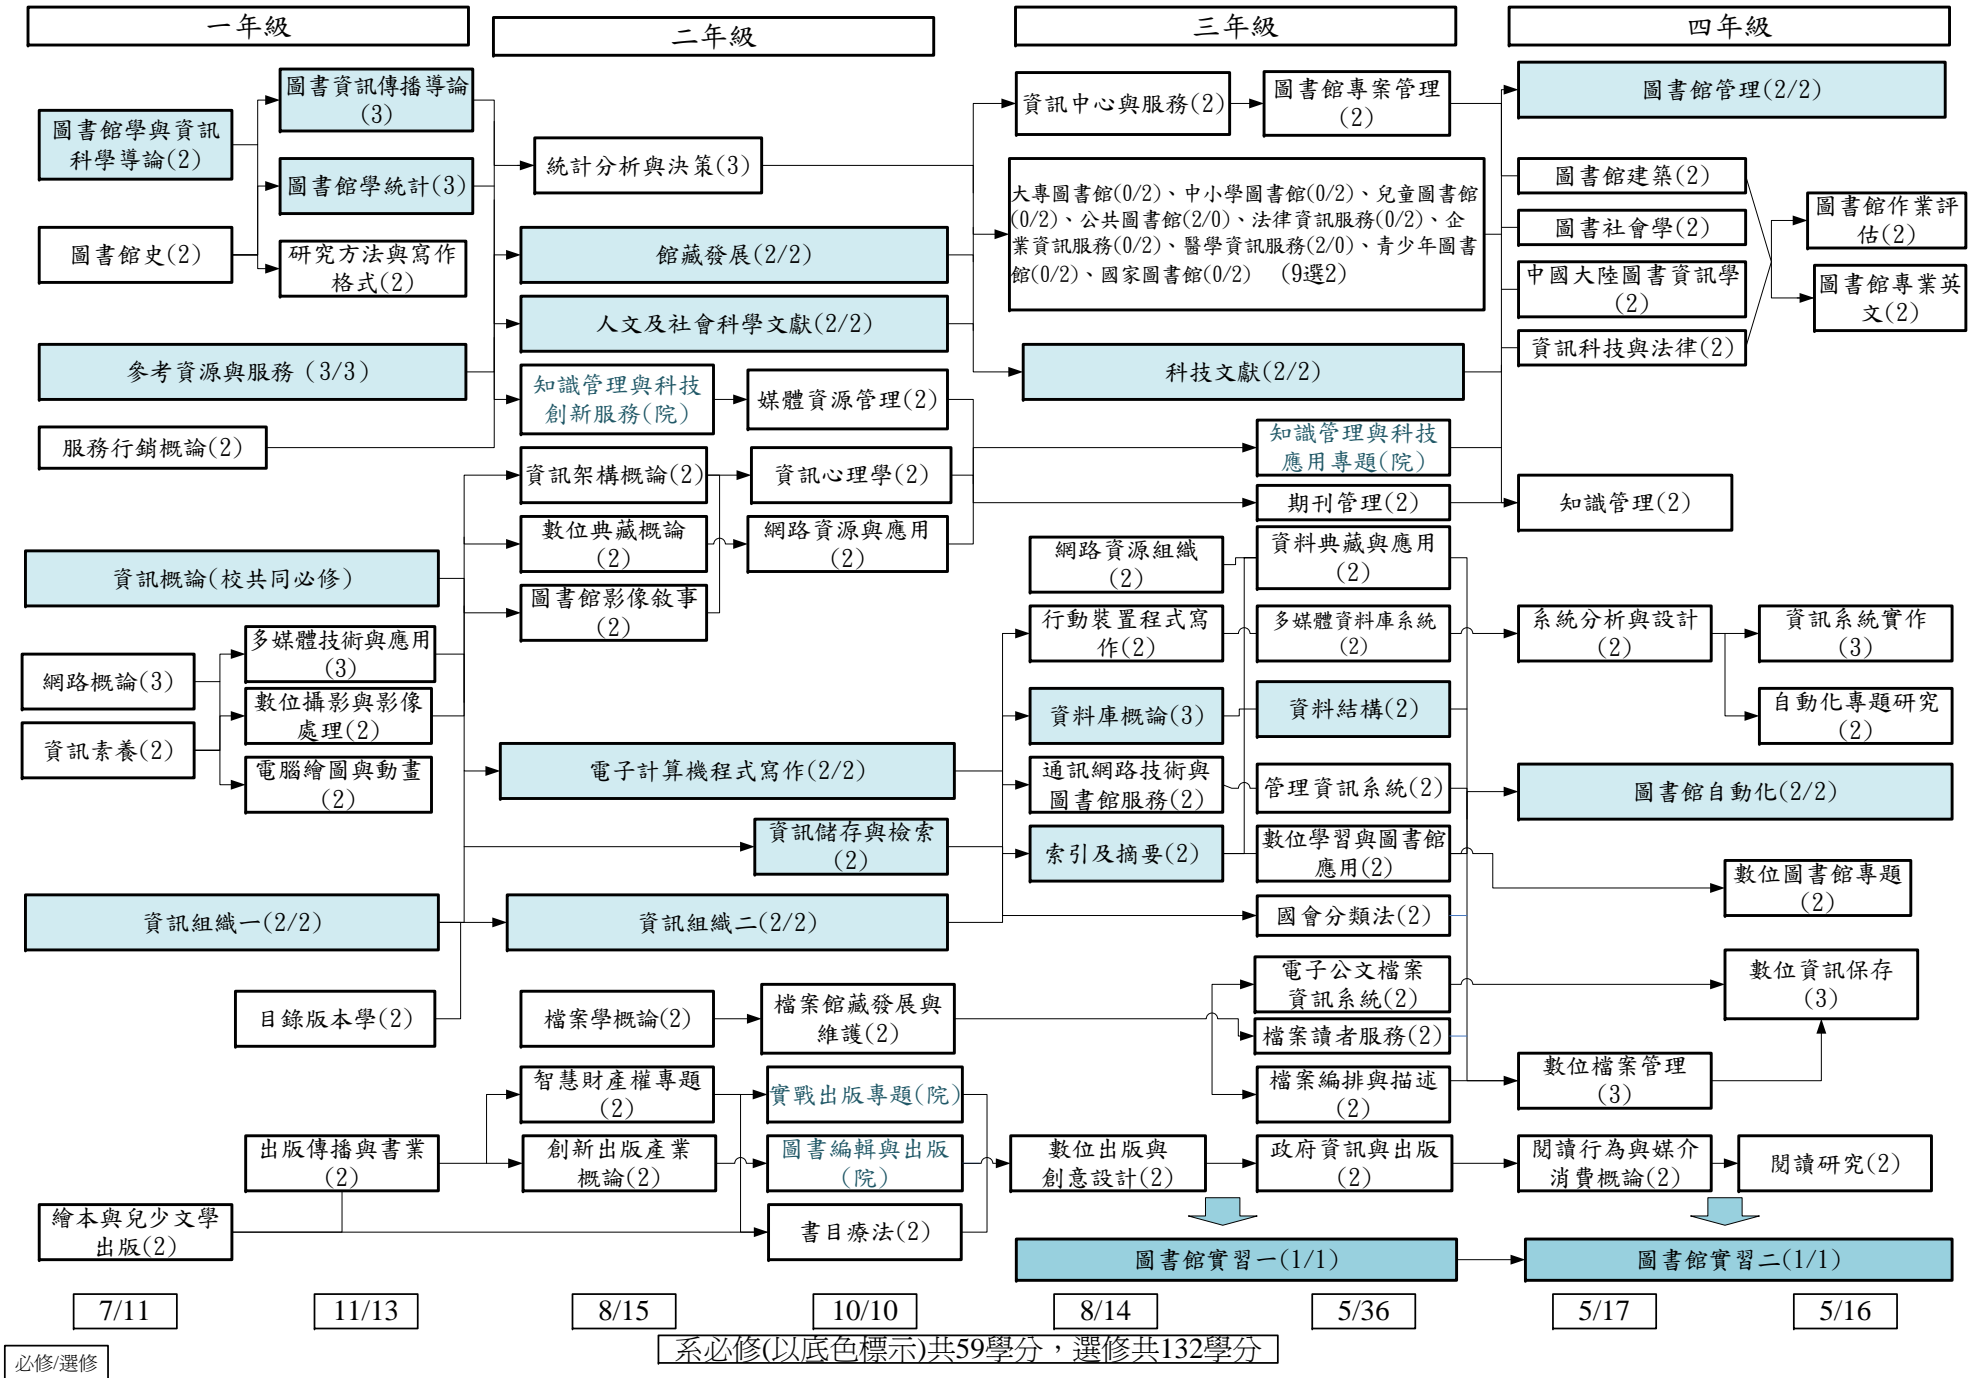 一年級
二年級
三年級
四年級
圖書館學與資訊
科學導論(2)
圖書館史(2)
參考資源與服務 (3/3)
服務行銷概論(2)
資訊概論(校共同必修)
網路概論(3)
資訊素養(2)
資訊組織一(2/2)
繪本與兒少文學
出版(2)
圖書資訊傳播導論
(3)
圖書館學統計(3)
研究方法與寫作
格式(2)
多媒體技術與應用
(3)
數位攝影與影像
處理(2)
電腦繪圖與動畫
(2)
目錄版本學(2)
出版傳播與書業
(2)
統計分析與決策(3)
館藏發展(2/2)
人文及社會科學文獻(2/2)
知識管理與科技
創新服務(院)
資訊架構概論(2)
數位典藏概論
(2)
圖書館影像敘事
(2)
電子計算機程式寫作(2/2)
資訊組織二(2/2)
檔案學概論(2)
智慧財產權專題
(2)
創新出版產業
概論(2)
媒體資源管理(2)
資訊心理學(2)
網路資源與應用
(2)
資訊儲存與檢索
(2)
檔案館藏發展與
維護(2)
實戰出版專題(院)
圖書編輯與出版
(院)
書目療法(2)
資訊中心與服務(2)
圖書館專案管理
(2)
大專圖書館(0/2)、中小學圖書館(0/2)、兒童圖書館
(0/2)、公共圖書館(2/0)、法律資訊服務(0/2)、企
業資訊服務(0/2)、醫學資訊服務(2/0)、青少年圖書
館(0/2)、國家圖書館(0/2) (9選2)
科技文獻(2/2)
網路資源組織
(2)
行動裝置程式寫
作(2)
資料庫概論(3)
通訊網路技術與
圖書館服務(2)
索引及摘要(2)
數位出版與
創意設計(2)
知識管理與科技
應用專題(院)
期刊管理(2)
資料典藏與應用
(2)
多媒體資料庫系統
(2)
資料結構(2)
管理資訊系統(2)
數位學習與圖書館
應用(2)
國會分類法(2)
電子公文檔案
資訊系統(2)
檔案讀者服務(2)
檔案編排與描述
(2)
政府資訊與出版
(2)
圖書館實習一(1/1)
圖書館管理(2/2)
圖書館建築(2)
圖書社會學(2)
中國大陸圖書資訊學
(2)
資訊科技與法律(2)
圖書館作業評
估(2)
圖書館專業英
文(2)
知識管理(2)
系統分析與設計
(2)
資訊系統實作
(3)
自動化專題研究
(2)
圖書館自動化(2/2)
數位圖書館專題
(2)
數位資訊保存
(3)
數位檔案管理
(3)
閱讀行為與媒介
消費概論(2)
閱讀研究(2)
圖書館實習二(1/1)
7/11
11/13
8/15
10/10
8/14
5/36
5/17
5/16
系必修(以底色標示)共59學分，選修共132學分
必修/選修